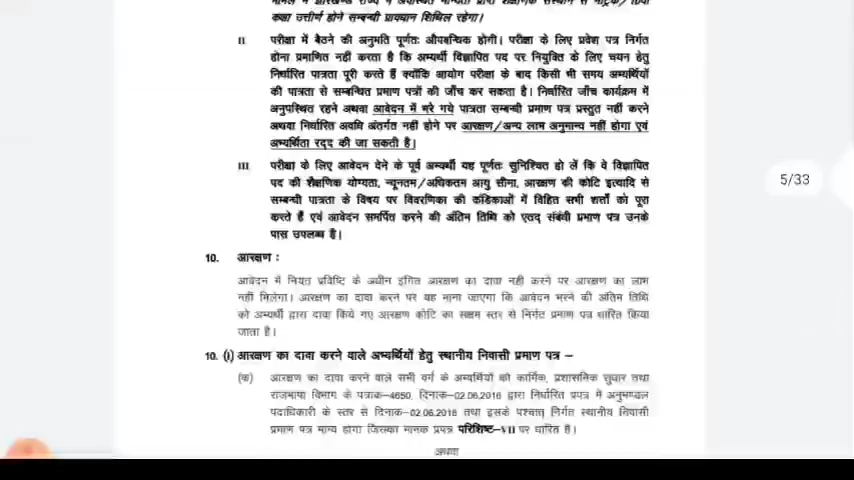 मामले में झारखण्ड राज्य में अवस्थित मान्यता प्राप्त शैक्षणिक संस्थान से मैट्रिक/
कक्षा उत्तीर्ण होने सम्बन्धी प्रावधान शिथिल रहेगा।
II परीक्षा में बैठने की अनुमति पूर्णतः औपबन्धिक होगी। परीक्षा के लिए प्रवेश पत्र निर्गत
होना प्रमाणित नहीं करता है कि अभ्यर्थी विज्ञापित पद पर नियुक्ति के लिए चयन हेतु
निर्धारित पात्रता पूरी करते हैं क्योंकि आयोग परीक्षा के बाद किसी भी समय अभ्यर्थियों
की पात्रता से सम्बन्धित प्रमाण पत्रों की जाँच कर सकता है। निर्धारित जाँच कार्यक्रम में
अनुपस्थित रहने अथवा आवेदन में भरे गये पात्रता सम्बन्धी प्रमाण पत्र प्रस्तुत नहीं करने
अथवा निर्धारित अवधि अंतर्गत नहीं होने पर आरक्षण/अन्य लाभ अनुमान्य नहीं होगा एवं
अभ्यर्थिता रद्द की जा सकती है।
III परीक्षा के लिए आवेदन देने के पूर्व अभ्यर्थी यह पूर्णतः सुनिश्चित हो लें कि वे विज्ञापित
पद की शैक्षणिक योग्यता, न्यूनतम/अधिकतम आयु सीमा, आरक्षण की कोटि इत्यादि से
सम्बन्धी पात्रता के विषय पर विवरणिका की कंडिकाओं में विहित सभी शर्तों को पूरा
करते हैं एवं आवेदन समर्पित करने की अंतिम तिथि को एतद् संबंधी प्रमाण पत्र उनके
पास उपलब्ध है।
5/33
10. आरक्षण :
आवेदन में नियत प्रविष्टि के अधीन इंगित आरक्षण का दावा नहीं करने पर आरक्षण का लाभ
नहीं मिलेगा। आरक्षण का दावा करने पर यह माना जाएगा कि आवेदन भरने की अंतिम तिथि
को अभ्यर्थी द्वारा दावा किये गए आरक्षण कोटि का सक्षम स्तर से निर्गत प्रमाण पत्र धारित किया
जाता है।
10. (i) आरक्षण का दावा करने वाले अभ्यर्थियों हेतु स्थानीय निवासी प्रमाण पत्र –
(क) आरक्षण का दावा करने वाले सभी वर्ग के अभ्यर्थियों को कार्मिक, प्रशासनिक सुधार तथा
राजभाषा विभाग के पत्रांक–4650, दिनांक–02.06.2016 द्वारा निर्धारित प्रपत्र में अनुमण्डल
पदाधिकारी के स्तर से दिनांक–02.06.2016 तथा इसके पश्चात् निर्गत स्थानीय निवासी
प्रमाण पत्र मान्य होगा जिसका मानक प्रपत्र परिशिष्ट–VII पर धारित है।
अथवा